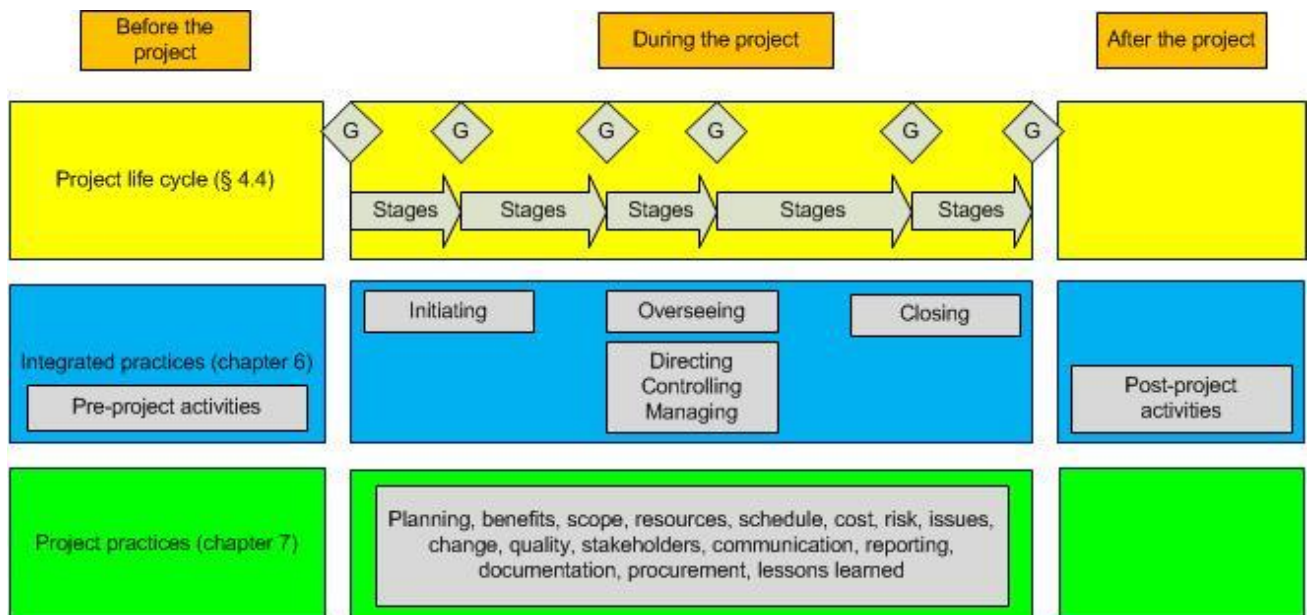 Before the
project
During the project
After the project
G
G
G
G
G
G
Project life cycle (§ 4.4)
Stages
Stages
Stages
Stages
Stages
Initiating
Overseeing
Closing
Integrated practices (chapter 6)
Pre-project activities
Directing
Controlling
Managing
Post-project
activities
Project practices (chapter 7)
Planning, benefits, scope, resources, schedule, cost, risk, issues,
change, quality, stakeholders, communication, reporting,
documentation, procurement, lessons learned